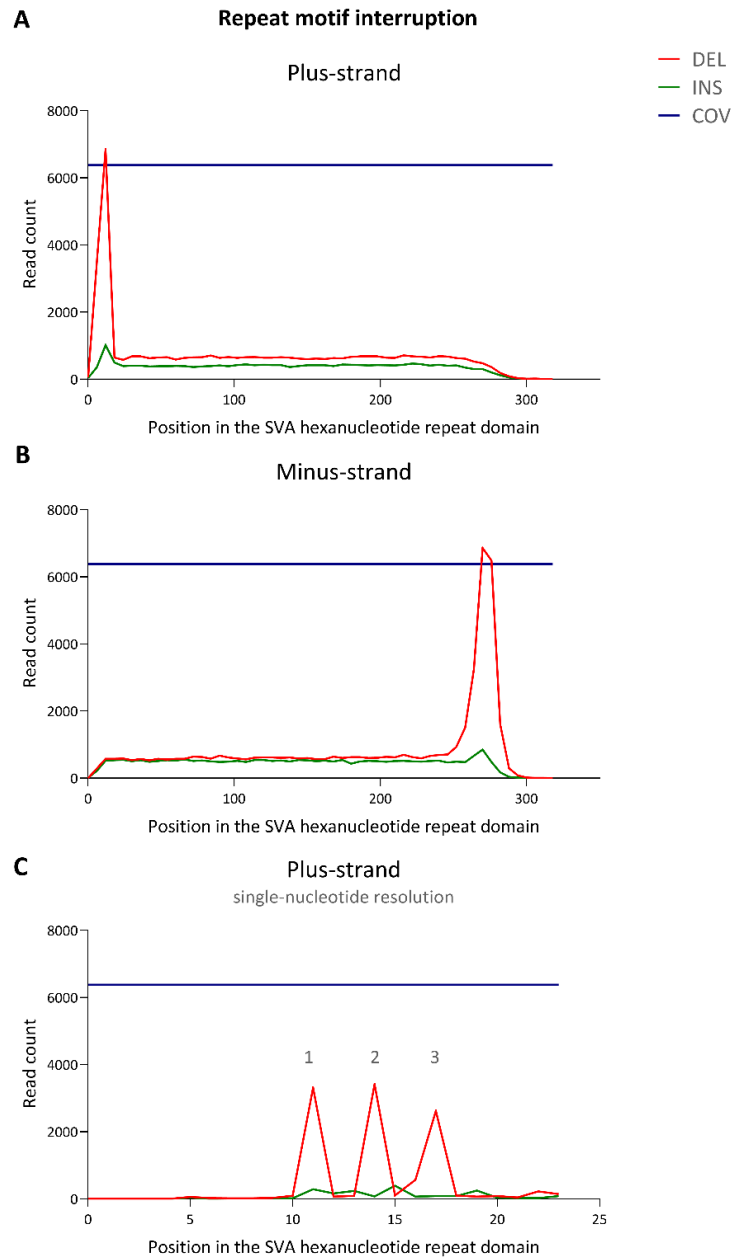 A
Repeat motif interruption
DEL
INS
COV
Plus-strand
8000
6000
4000
2000
0
Read count
0 100 200 300
Position in the SVA hexanucleotide repeat domain
B
Minus-strand
8000
6000
4000
2000
0
Read count
0 100 200 300
Position in the SVA hexanucleotide repeat domain
C
Plus-strand
single-nucleotide resolution
8000
6000
4000
2000
0
Read count
1 2 3
0 5 10 15 20 25
Position in the SVA hexanucleotide repeat domain